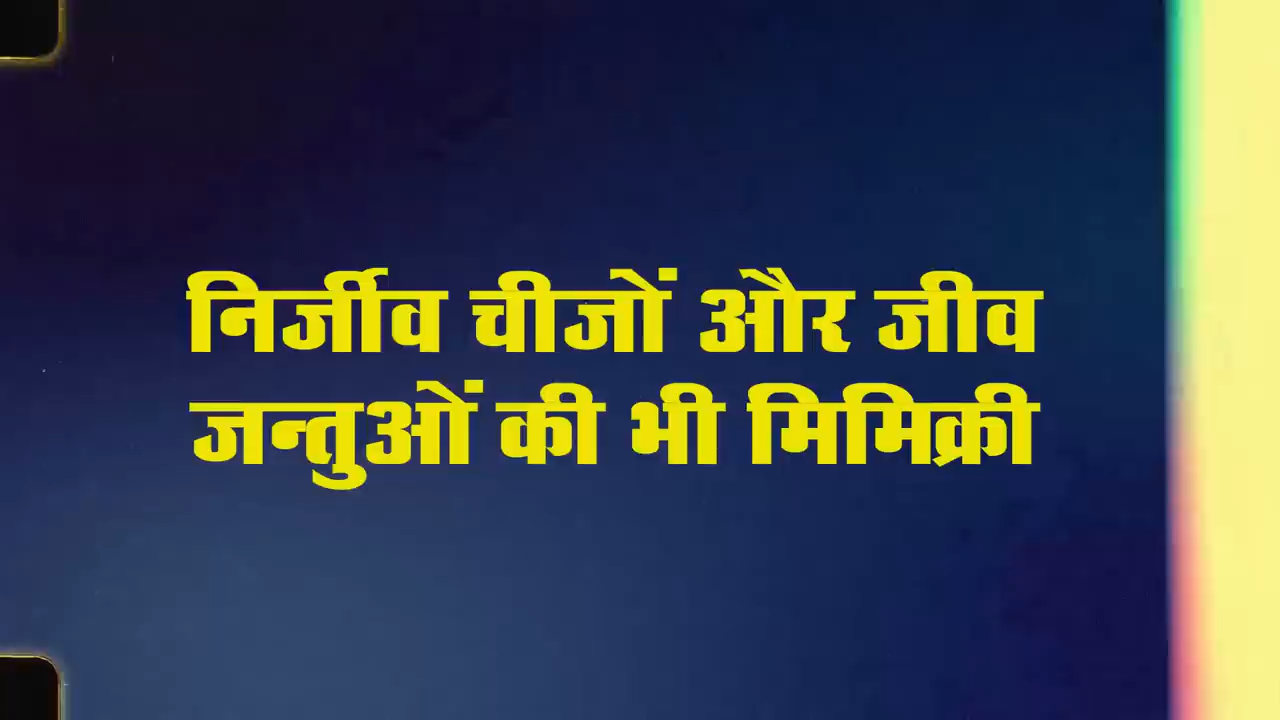 निर्जीव चीजों और जीव
जन्तुओं की भी मिमिक्री